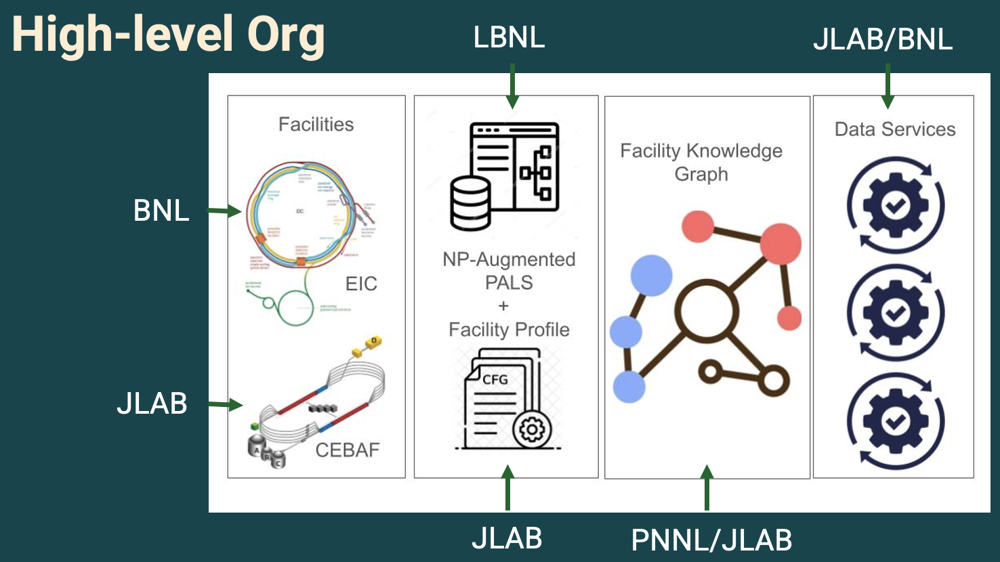 High-level Org
LBNL
JLAB/BNL
Facilities
EIC
EIC
BNL
JLAB
D
A
B
C
CEBAF
NP-Augmented
PALS
+
Facility Profile
CFG
Facility Knowledge
Graph
Data Services
JLAB
PNNL/JLAB